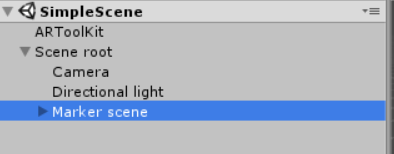 SimpleScene
ARToolKit
Scene root
Camera
Directional light
Marker scene